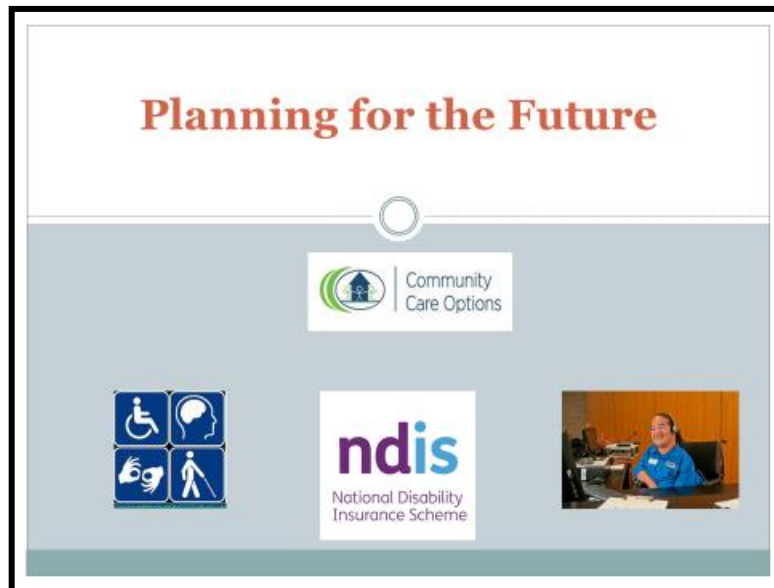 Planning for the Future
Community
Care Options
ndis
National Disability
Insurance Scheme